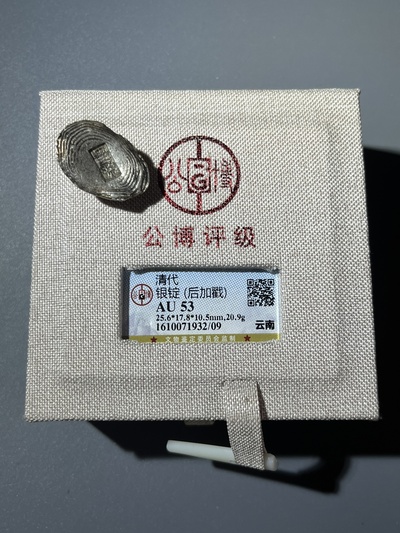 公博评级
清代
银锭 (后加戳)
AU 53
25.6*17.8*10.5mm,20.9g
1610071932/09
云南